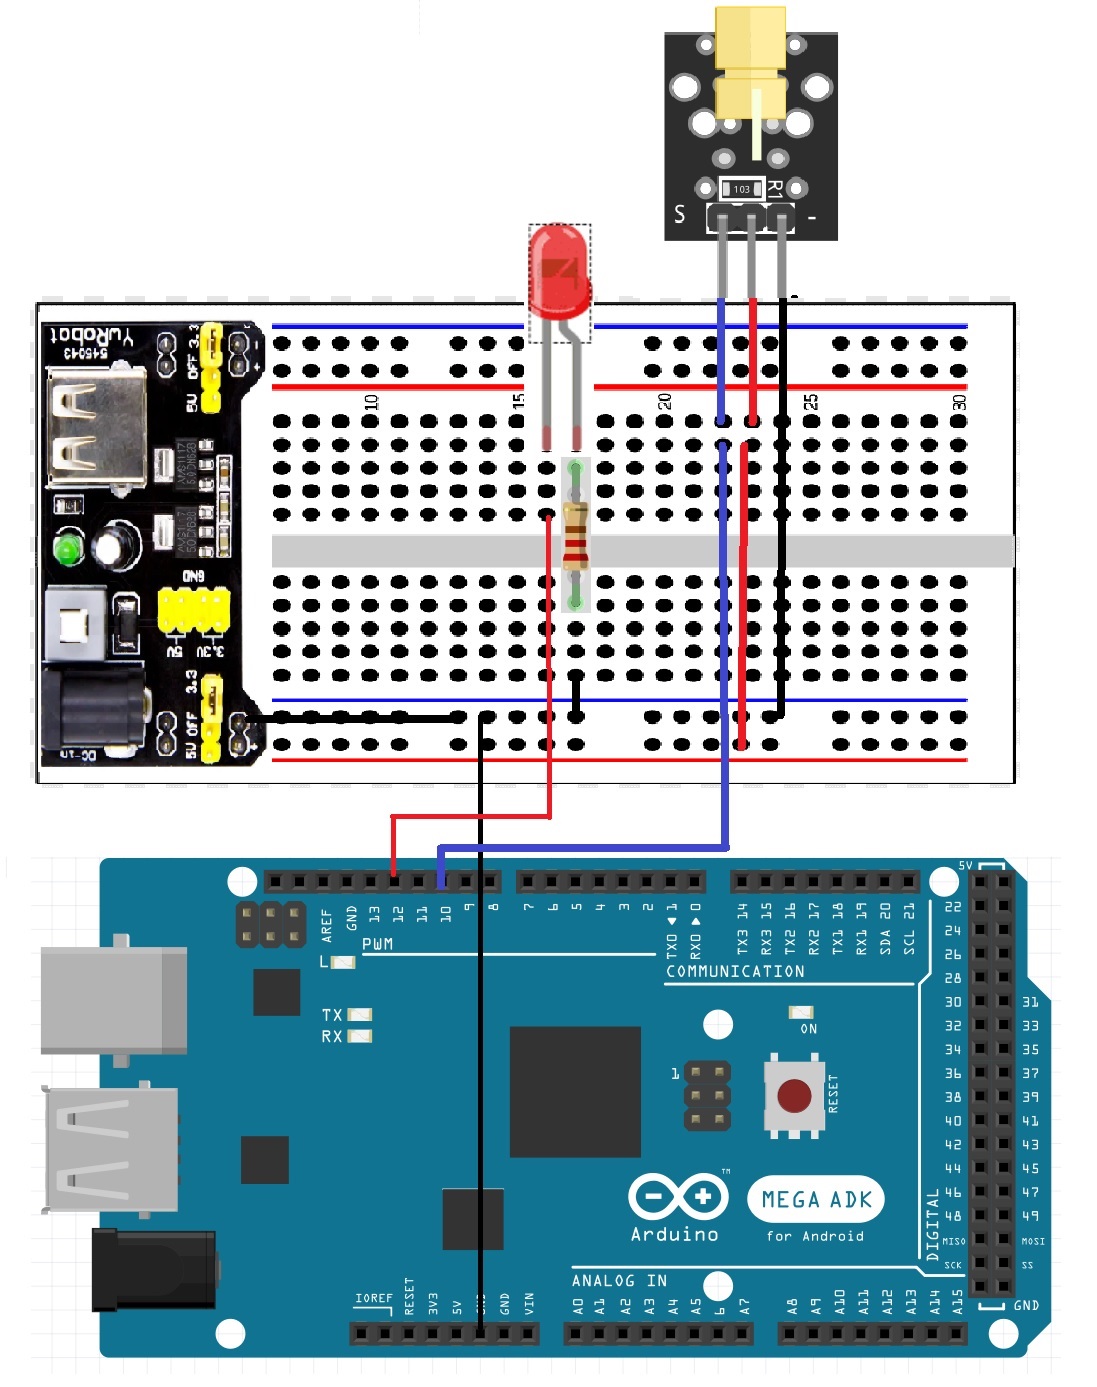 103
R1
S
-
YwRobot
545043
3.3
OFF
5V
-
+
10
15
20
25
30
GND
5V
3.3V
3.3
OFF
5V
+
5V
AREF
GND
13
12
11
10
9
8
7
6
5
4
3
2
TX0 1
RX0 0
TX3 14
RX3 15
TX2 16
RX2 17
TX1 18
RX1 19
SDA 20
SCL 21
PWM
L
COMMUNICATION
TX
RX
ON
1
RESET
22
24
26
28
30 31
32 33
34 35
36 37
38 39
40 41
42 43
44 45
46 47
48 49
MISO MOSI
SCK SS
GND
DIGITAL
TM
Arduino
MEGA ADK
for Android
ANALOG IN
IOREF
RESET
3V3
5V
GND
GND
VIN
A0
A1
A2
A3
A4
A5
6
A7
A8
A9
A10
A11
A12
A13
A14
A15